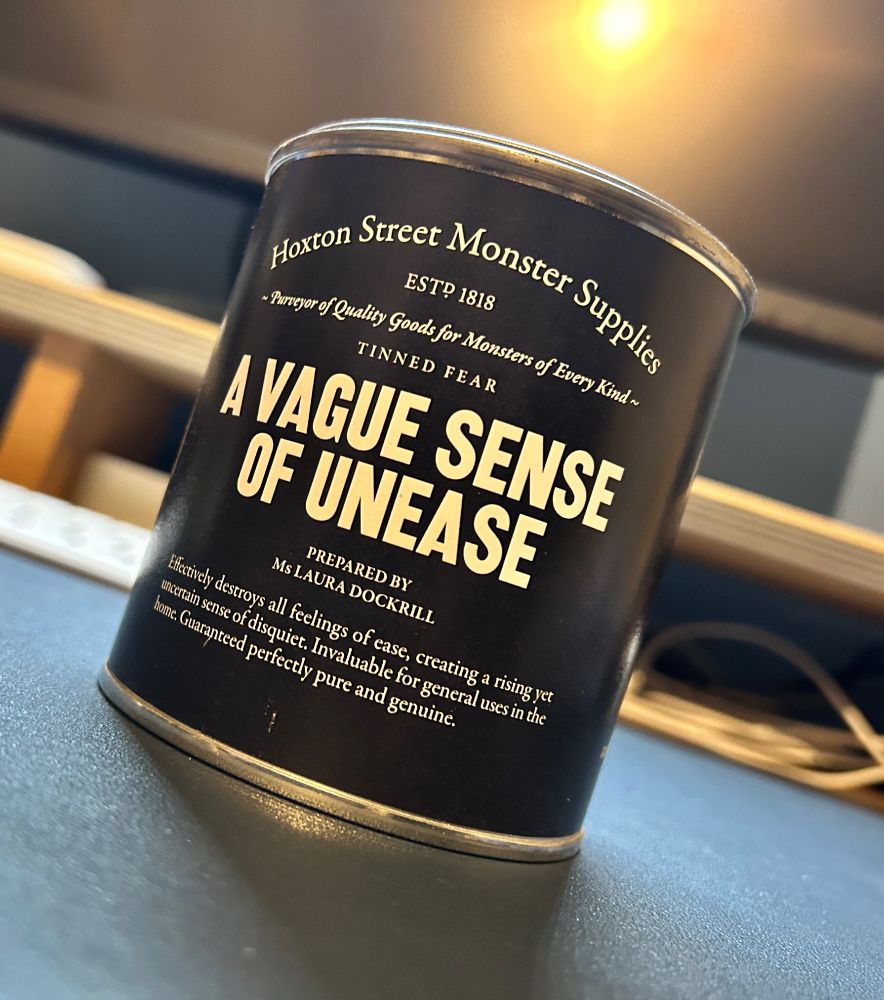 Hoxton Street Monster Supplies
ESTD 1818
~ Purveyor of Quality Goods for Monsters of Every Kind ~
TINNED FEAR
A VAGUE SENSE
OF UNEASE
PREPARED BY
Ms LAURA DOCKRILL
Effectively destroys all feelings of ease, creating a rising yet
uncertain sense of disquiet. Invaluable for general uses in the
home. Guaranteed perfectly pure and genuine.